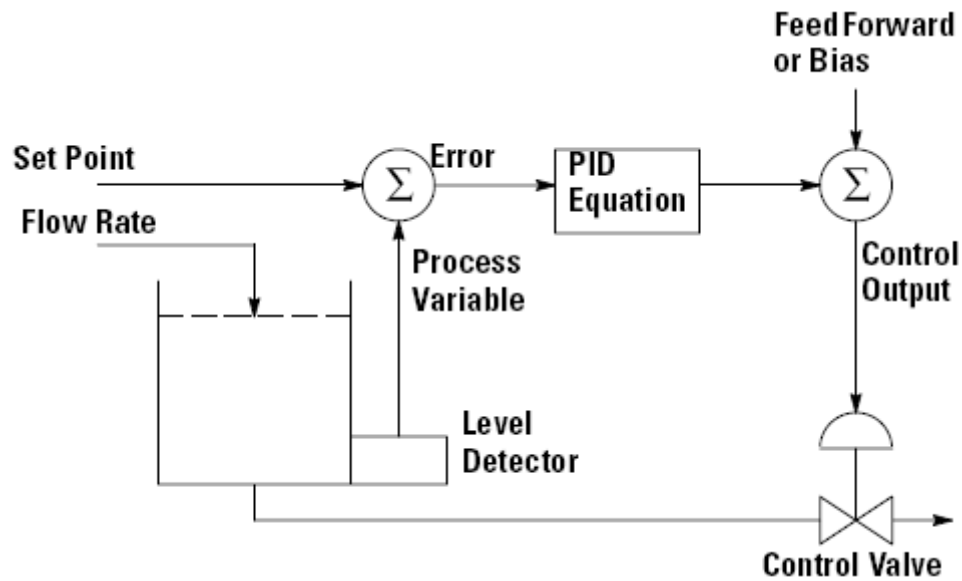 Feed Forward
or Bias
Set Point
Σ
Error
PID
Equation
Σ
Flow Rate
Process
Variable
Control
Output
Level
Detector
Control Valve